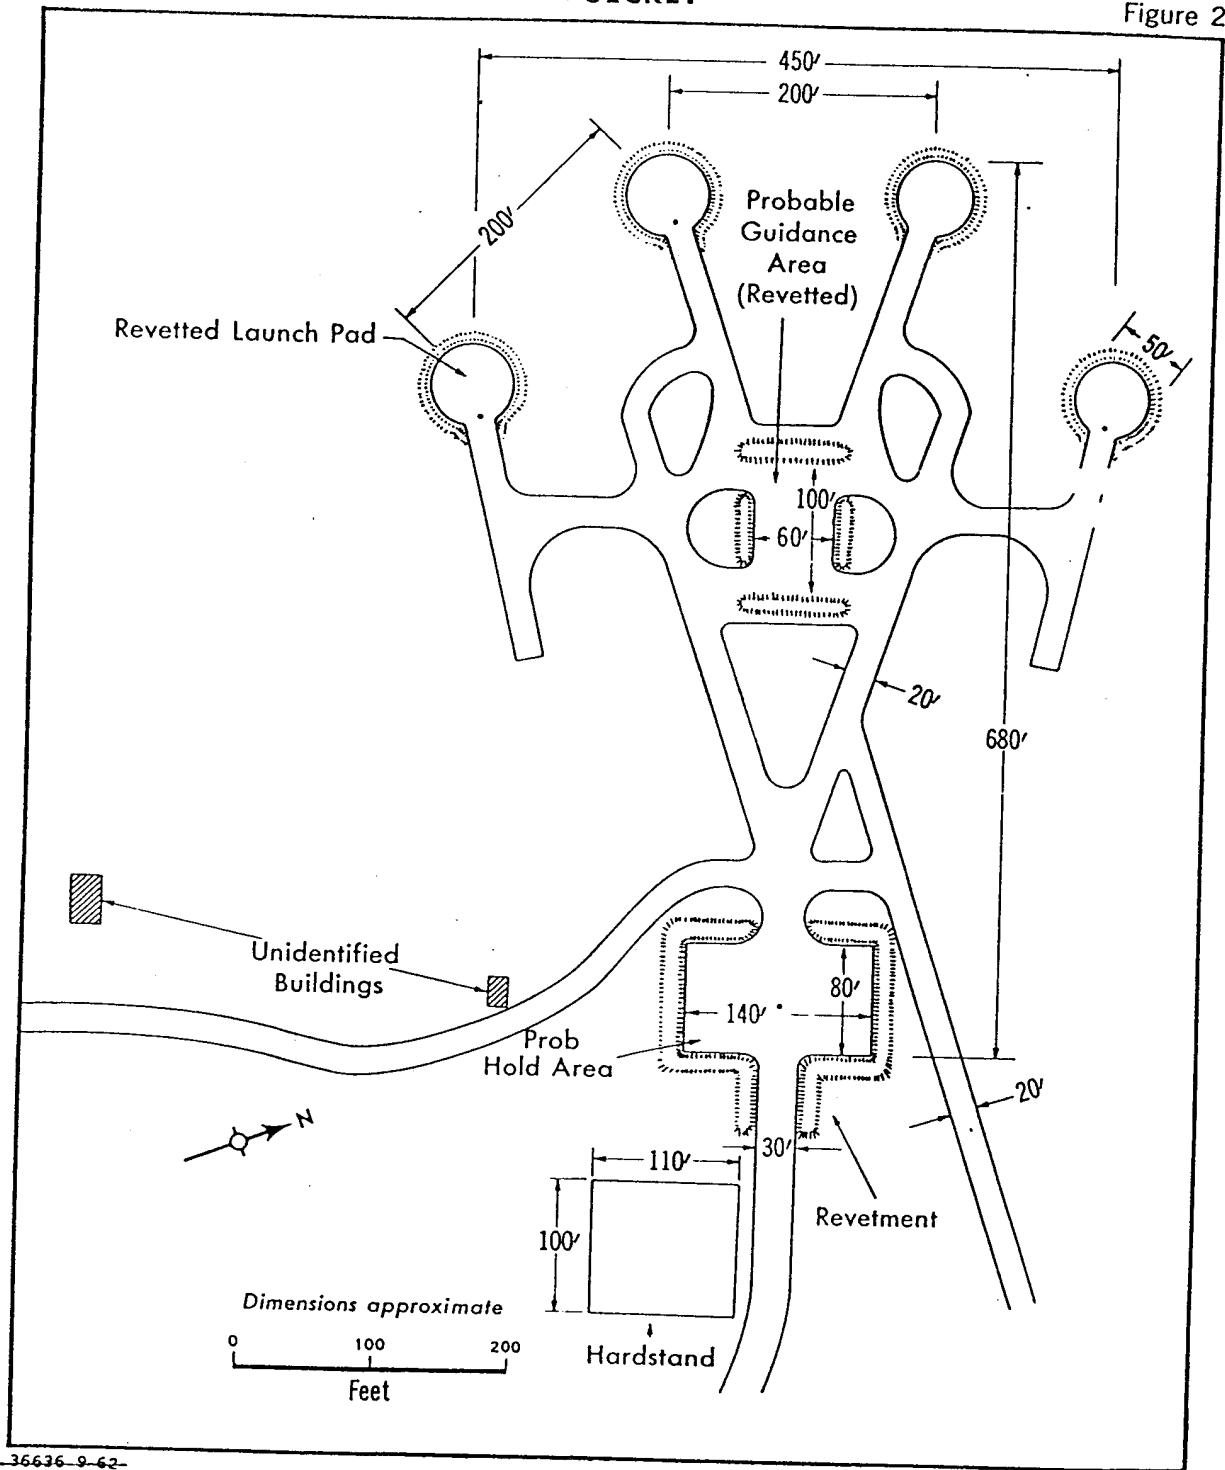 SECRET
Figure 2
450'
200'
200'
Probable
Guidance
Area
(Revetted)
Revetted Launch Pad
50'
100'
60'
20'
680'
Unidentified
Buildings
80'
140'
Prob
Hold Area
20'
N
30'
110'
Revetment
100'
Dimensions approximate
0 100 200
Feet
Hardstand
36636 9-62